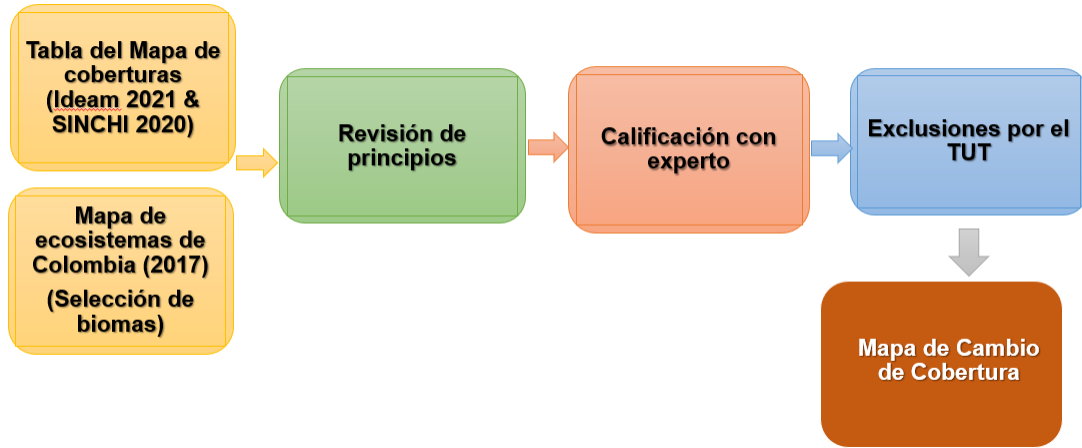 Tabla del Mapa de
coberturas
(Ideam 2021 &
SINCHI 2020)
Mapa de
ecosistemas de
Colombia (2017)
(Selección de
biomas)
Revisión de
principios
Calificación con
experto
Exclusiones por el
TUT
Mapa de Cambio
de Cobertura